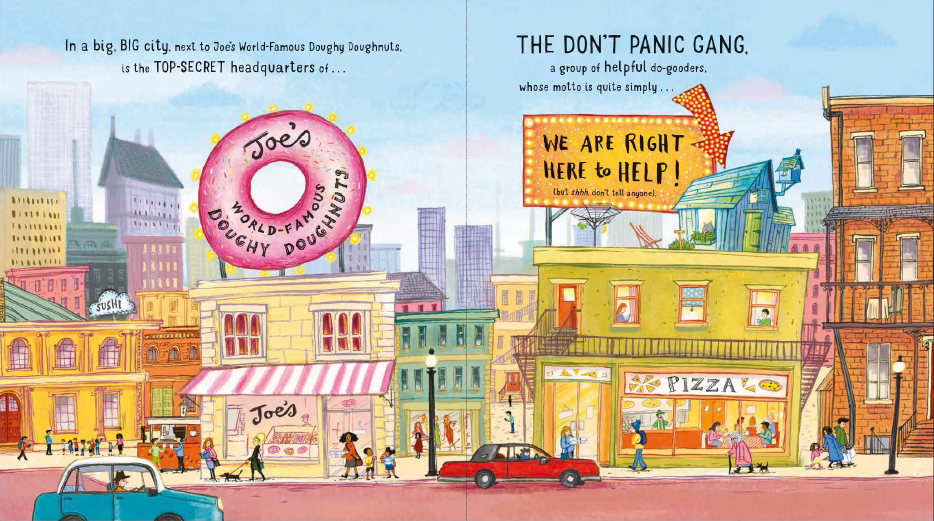 In a big, BIG city, next to Joe's World-Famous Doughy Doughnuts,
is the TOP-SECRET headquarters of . . .
THE DON'T PANIC GANG,
a group of helpful do-gooders,
whose motto is quite simply . . .
Joe's
WORLD-FAMOUS
DOUGHY DOUGHNUTS
WE ARE RIGHT
HERE to HELP!
(but shhh, don't tell anyone).
SUSHI
PIZZA
Joe's